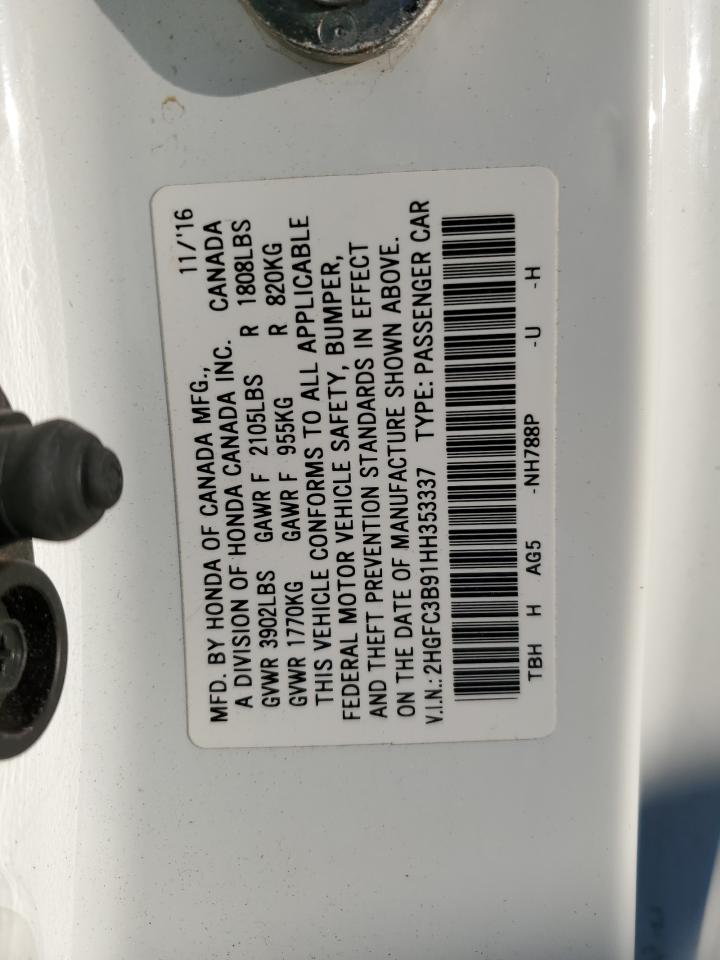 MFD. BY HONDA OF CANADA MFG., 11/'16
A DIVISION OF HONDA CANADA INC. CANADA
GVWR 3902LBS GAWR F 2105LBS R 1808LBS
GVWR 1770KG GAWR F 955KG R 820KG
THIS VEHICLE CONFORMS TO ALL APPLICABLE
FEDERAL MOTOR VEHICLE SAFETY, BUMPER,
AND THEFT PREVENTION STANDARDS IN EFFECT
ON THE DATE OF MANUFACTURE SHOWN ABOVE.
V.I.N.: 2HGFC3B91HH353337 TYPE: PASSENGER CAR
TBH H AG5 -NH788P -U -H